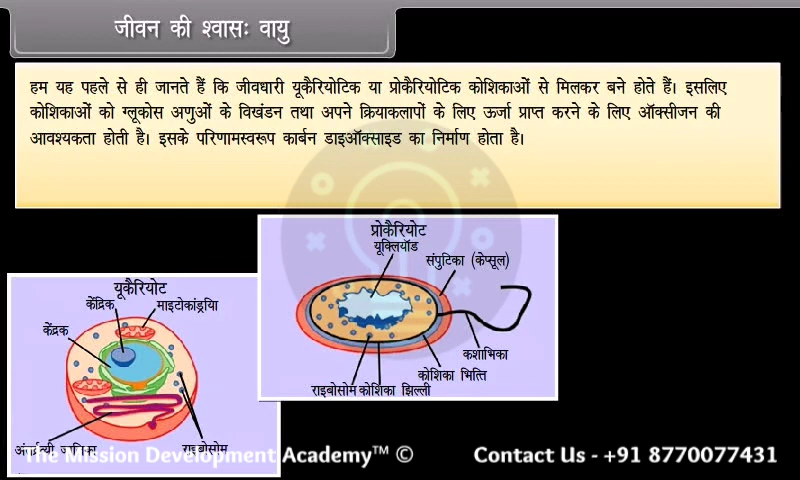 जीवन की श्वासः वायु
हम यह पहले से ही जानते हैं कि जीवधारी यूकैरियोटिक या प्रोकैरियोटिक कोशिकाओं से मिलकर बने होते हैं। इसलिए
कोशिकाओं को ग्लूकोस अणुओं के विखंडन तथा अपने क्रियाकलापों के लिए ऊर्जा प्राप्त करने के लिए ऑक्सीजन की
आवश्यकता होती है। इसके परिणामस्वरूप कार्बन डाइऑक्साइड का निर्माण होता है।
प्रोकैरियोट
यूक्लियॉड
संपुटिका (केप्सूल)
कशाभिका
कोशिका भित्ति
राइबोसोम कोशिका झिल्ली
यूकैरियोट
केंद्रिक
माइटोकांड्रिया
केंद्रक
राइबोसोम
The Mission Development Academy™ ©
Contact Us - +91 8770077431